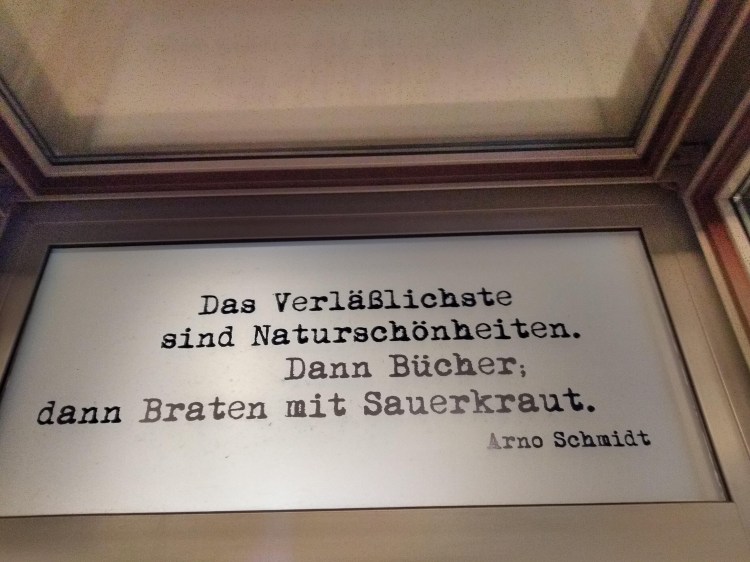 Das Verläßlichste
sind Naturschönheiten.
Dann Bücher;
dann Braten mit Sauerkraut.
Arno Schmidt